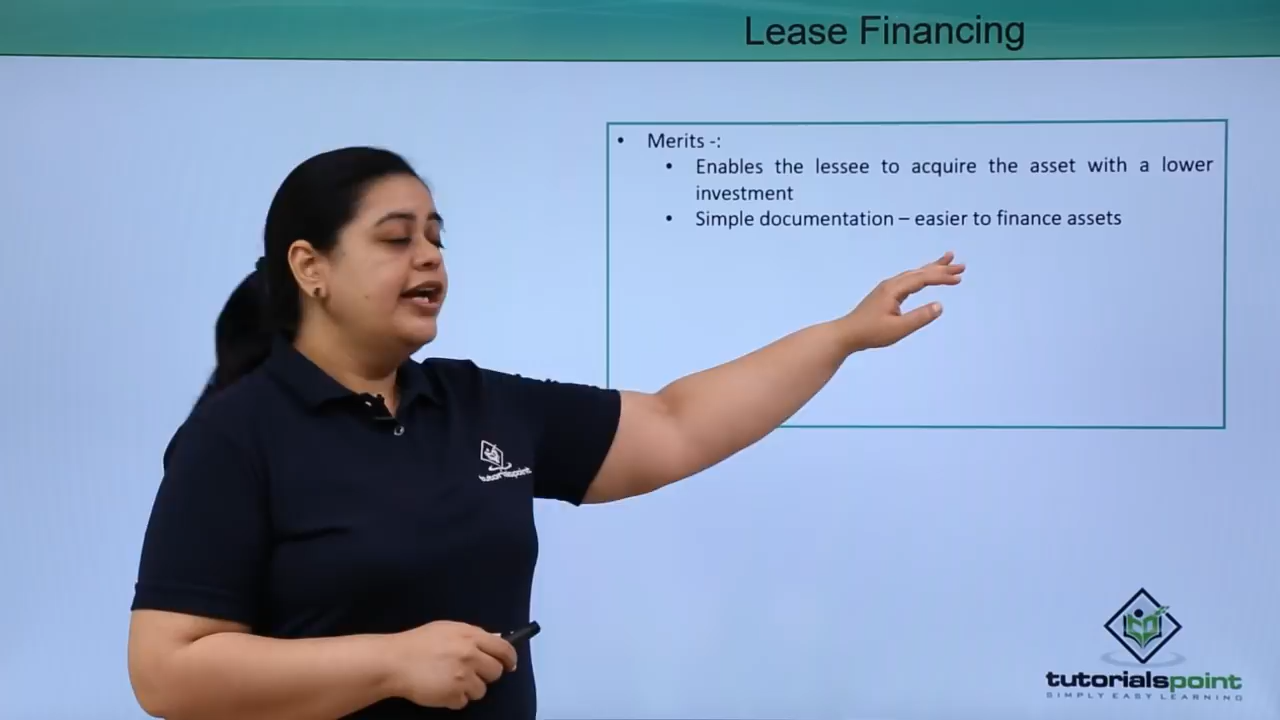 Lease Financing
• Merits -:
• Enables the lessee to acquire the asset with a lower
investment
• Simple documentation – easier to finance assets
tutorialspoint
tutorialspoint
SIMPLY EASY LEARNING